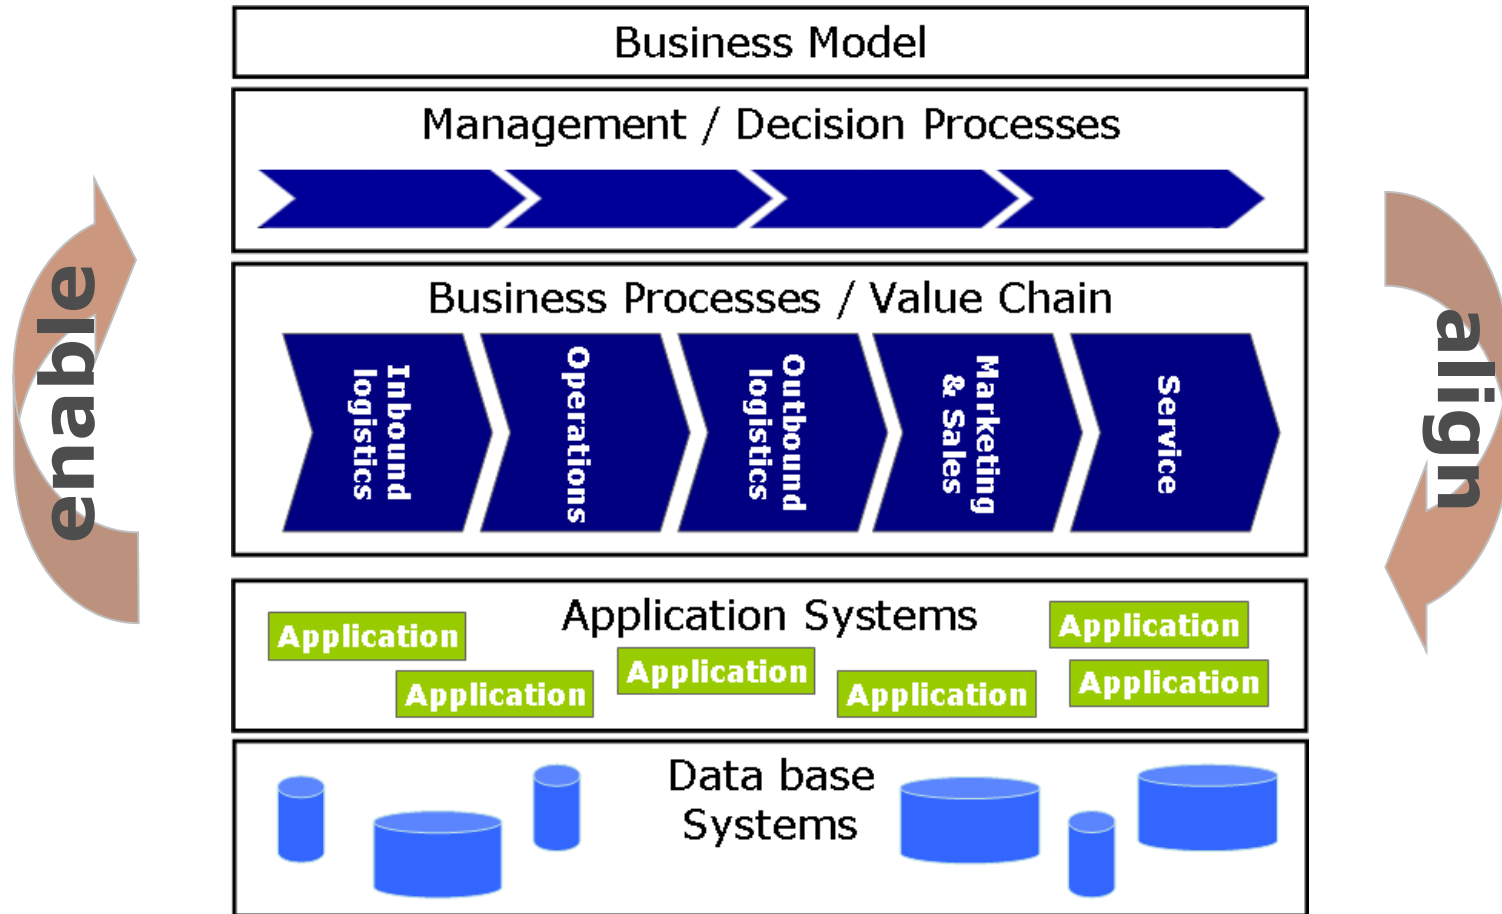 Business Model
Management / Decision Processes
enable
align
Business Processes / Value Chain
Inbound
logistics
Operations
Outbound
logistics
Marketing
& Sales
Service
Application Systems
Application
Application
Application
Application
Application
Application
Data base
Systems